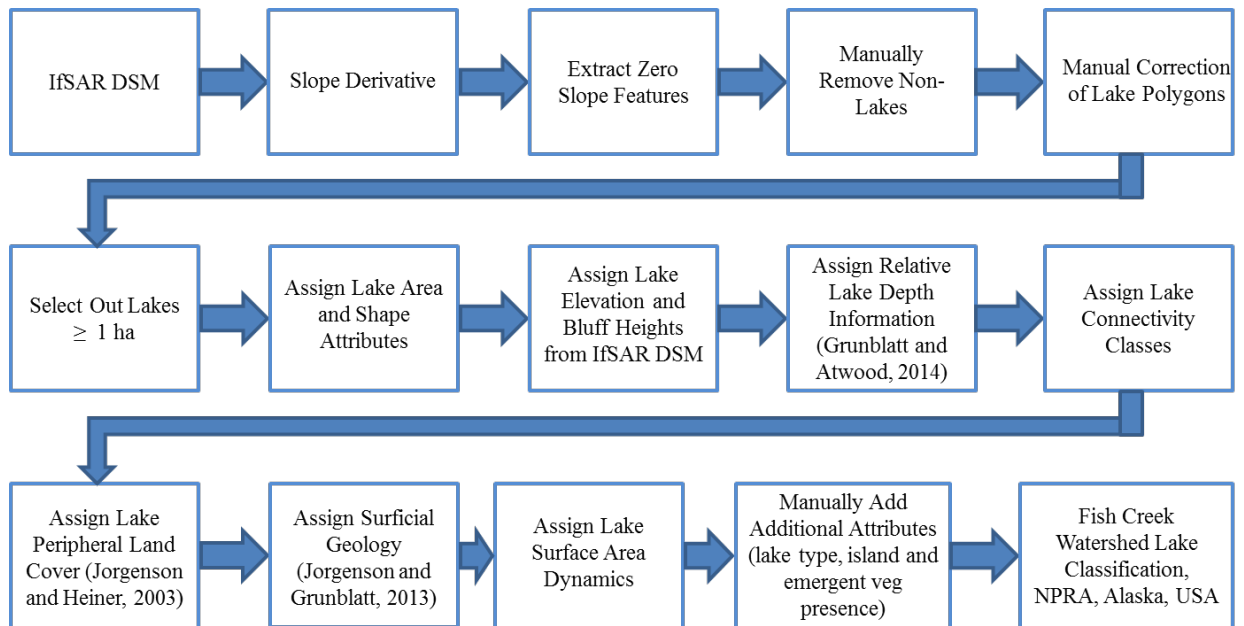 IfSAR DSM
Slope Derivative
Extract Zero
Slope Features
Manually
Remove Non-
Lakes
Manual Correction
of Lake Polygons
Select Out Lakes
≥ 1 ha
Assign Lake Area
and Shape
Attributes
Assign Lake
Elevation and
Bluff Heights
from IfSAR DSM
Assign Relative
Lake Depth
Information
(Grunblatt and
Atwood, 2014)
Assign Lake
Connectivity
Classes
Assign Lake
Peripheral Land
Cover (Jorgenson
and Heiner, 2003)
Assign Surficial
Geology
(Jorgenson and
Grunblatt, 2013)
Assign Lake
Surface Area
Dynamics
Manually Add
Additional Attributes
(lake type, island and
emergent veg
presence)
Fish Creek
Watershed Lake
Classification,
NPRA, Alaska, USA